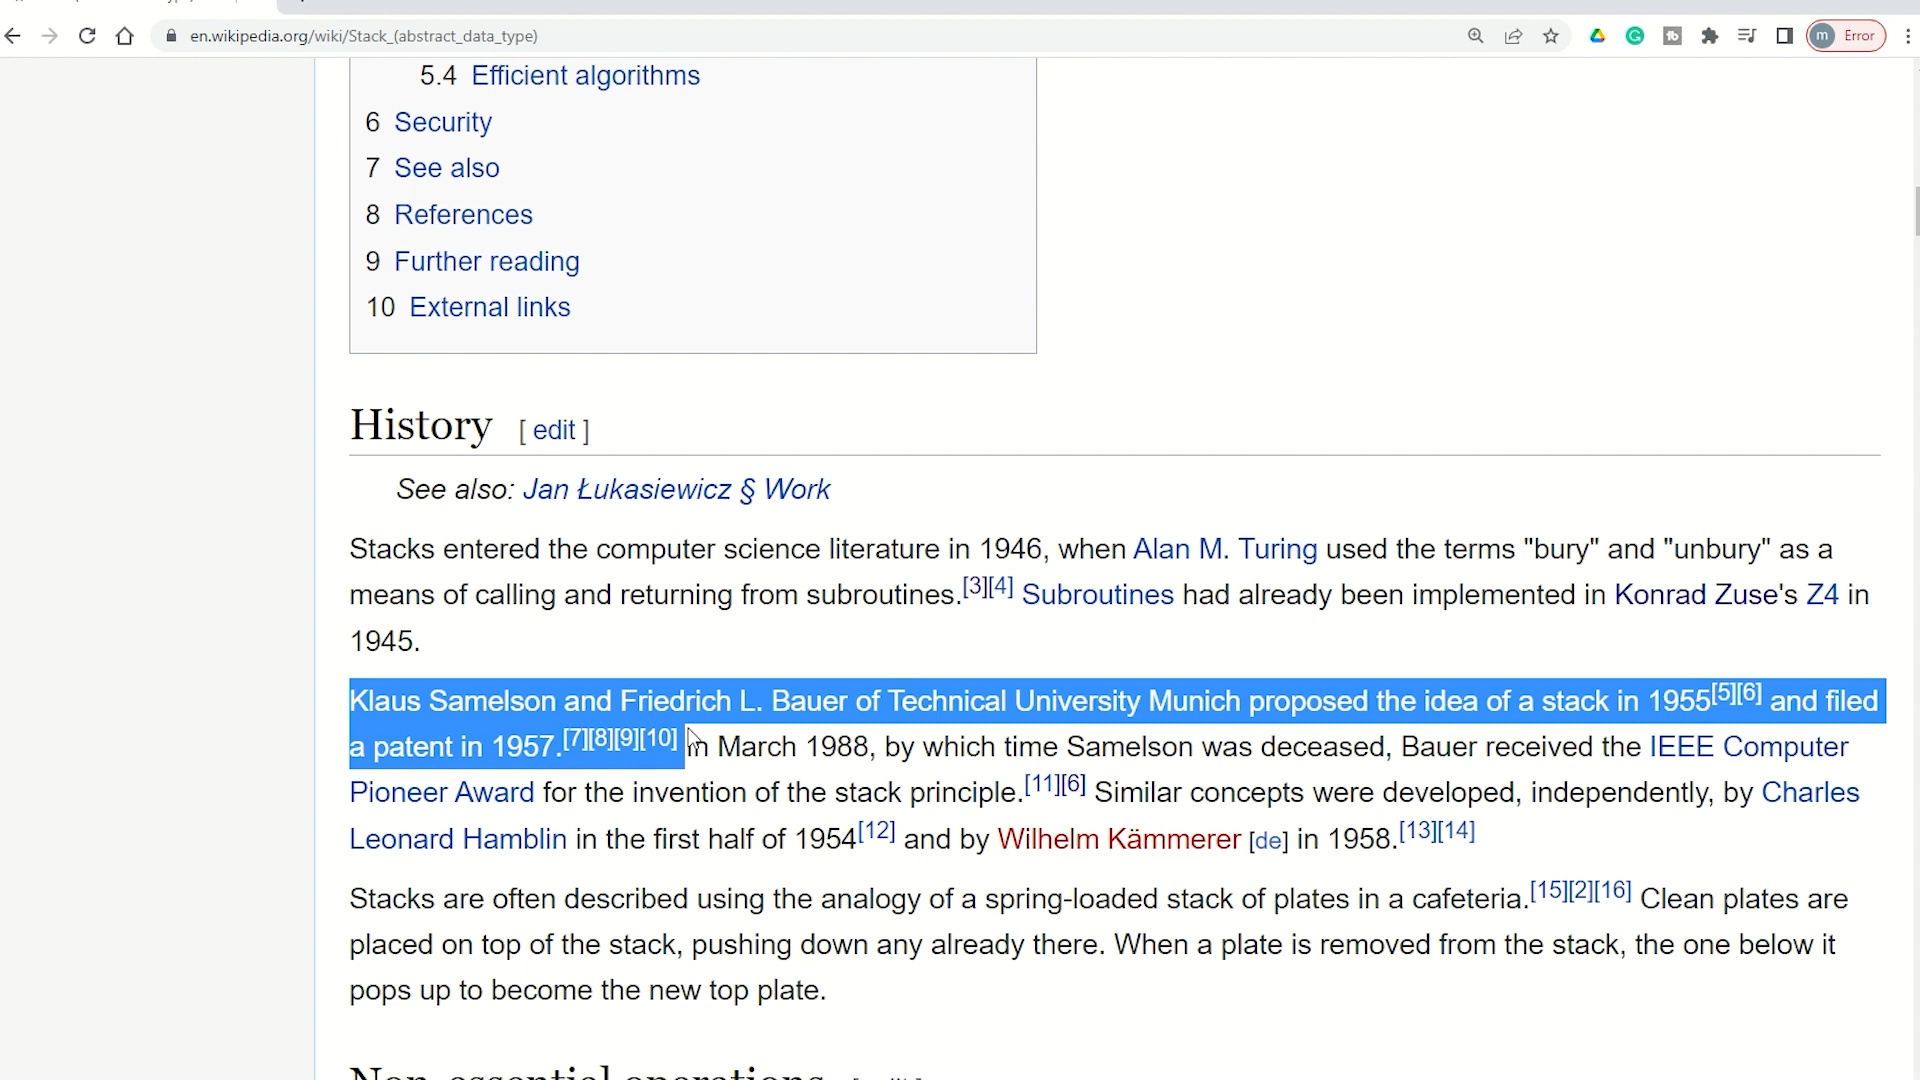 en.wikipedia.org/wiki/Stack_(abstract_data_type)
m Error
5.4 Efficient algorithms
6 Security
7 See also
8 References
9 Further reading
10 External links
History [ edit ]
See also: Jan Łukasiewicz § Work
Stacks entered the computer science literature in 1946, when Alan M. Turing used the terms "bury" and "unbury" as a
means of calling and returning from subroutines.[3][4] Subroutines had already been implemented in Konrad Zuse's Z4 in
1945.
Klaus Samelson and Friedrich L. Bauer of Technical University Munich proposed the idea of a stack in 1955[5][6] and filed
a patent in 1957.[7][8][9][10] In March 1988, by which time Samelson was deceased, Bauer received the IEEE Computer
Pioneer Award for the invention of the stack principle.[11][6] Similar concepts were developed, independently, by Charles
Leonard Hamblin in the first half of 1954[12] and by Wilhelm Kämmerer [de] in 1958.[13][14]
Stacks are often described using the analogy of a spring-loaded stack of plates in a cafeteria.[15][2][16] Clean plates are
placed on top of the stack, pushing down any already there. When a plate is removed from the stack, the one below it
pops up to become the new top plate.
Non-essential operations [ edit ]